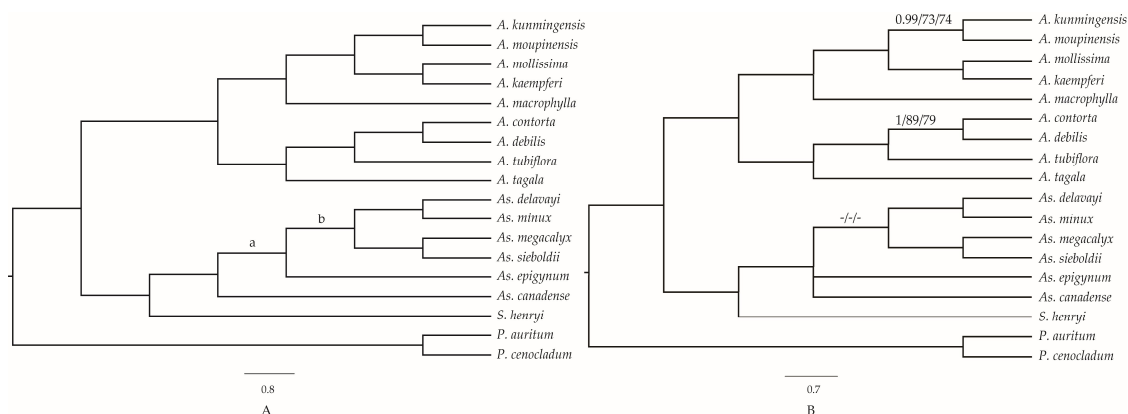 A. kunmingensis
A. moupinensis
A. mollissima
A. kaempferi
A. macrophylla
A. contorta
A. debilis
A. tubiflora
A. tagala
As. delavayi
b
As. minux
a
As. megacalyx
As. sieboldii
As. epigynum
As. canadense
S. henryi
P. auritum
P. cenocladum
0.8
A
0.99/73/74
A. kunmingensis
A. moupinensis
A. mollissima
A. kaempferi
A. macrophylla
1/89/79
A. contorta
A. debilis
A. tubiflora
A. tagala
As. delavayi
-/-/-
As. minux
As. megacalyx
As. sieboldii
As. epigynum
As. canadense
S. henryi
P. auritum
P. cenocladum
0.7
B